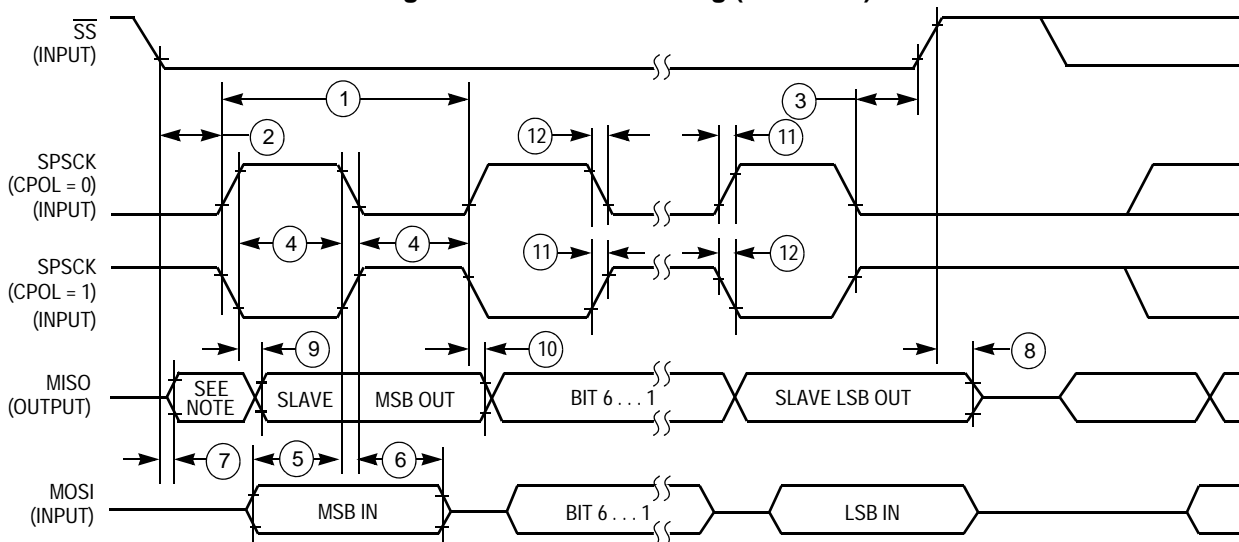 SS
(INPUT)
1
3
2
12
11
SPSCK
(CPOL = 0)
(INPUT)
4
4
11
12
SPSCK
(CPOL = 1)
(INPUT)
9
10
8
MISO
(OUTPUT)
SEE
NOTE
SLAVE
MSB OUT
BIT 6 . . . 1
SLAVE LSB OUT
7
5
6
MOSI
(INPUT)
MSB IN
BIT 6 . . . 1
LSB IN